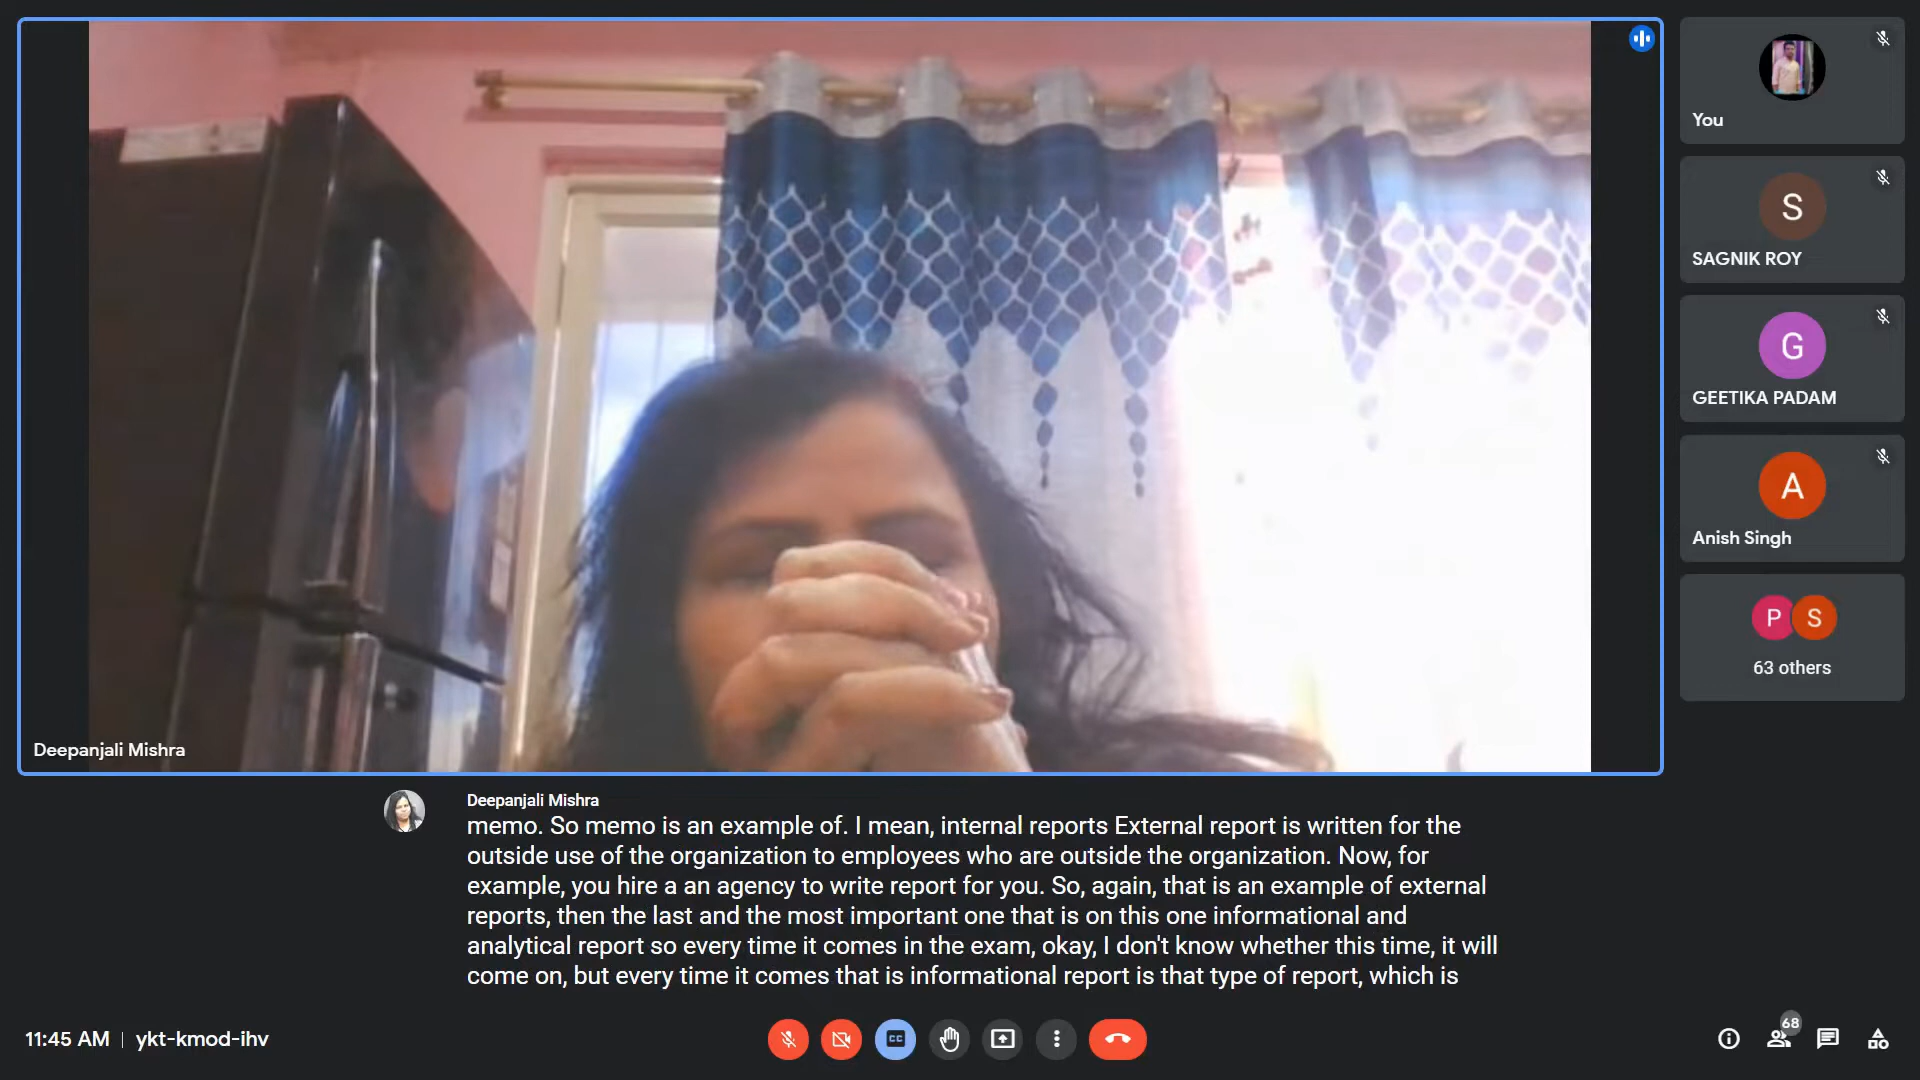 You
S
SAGNIK ROY
G
GEETIKA PADAM
A
Anish Singh
P S
63 others
Deepanjali Mishra
Deepanjali Mishra
memo. So memo is an example of. I mean, internal reports External report is written for the
outside use of the organization to employees who are outside the organization. Now, for
example, you hire a an agency to write report for you. So, again, that is an example of external
reports, then the last and the most important one that is on this one informational and
analytical report so every time it comes in the exam, okay, I don't know whether this time, it will
come on, but every time it comes that is informational report is that type of report, which is
11:45 AM | ykt-kmod-ihv
CC
68